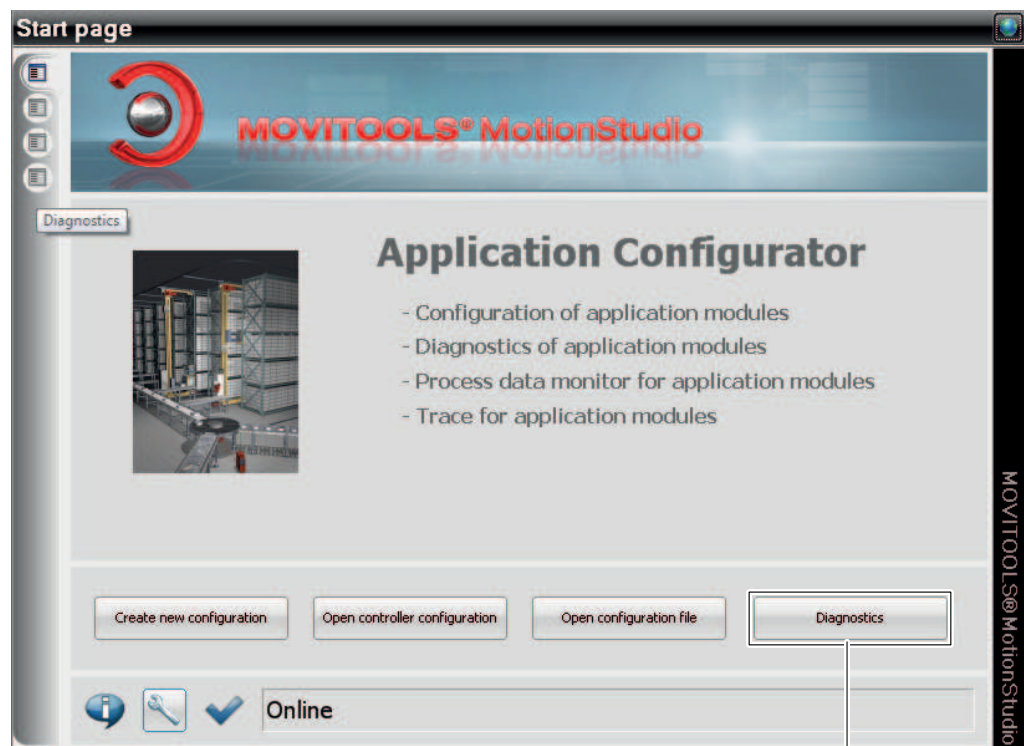 Start page
MOVITOOLS® MotionStudio
Diagnostics
Application Configurator
- Configuration of application modules
- Diagnostics of application modules
- Process data monitor for application modules
- Trace for application modules
Create new configuration
Open controller configuration
Open configuration file
Diagnostics
Online
MOVITOOLS®MotionStudio